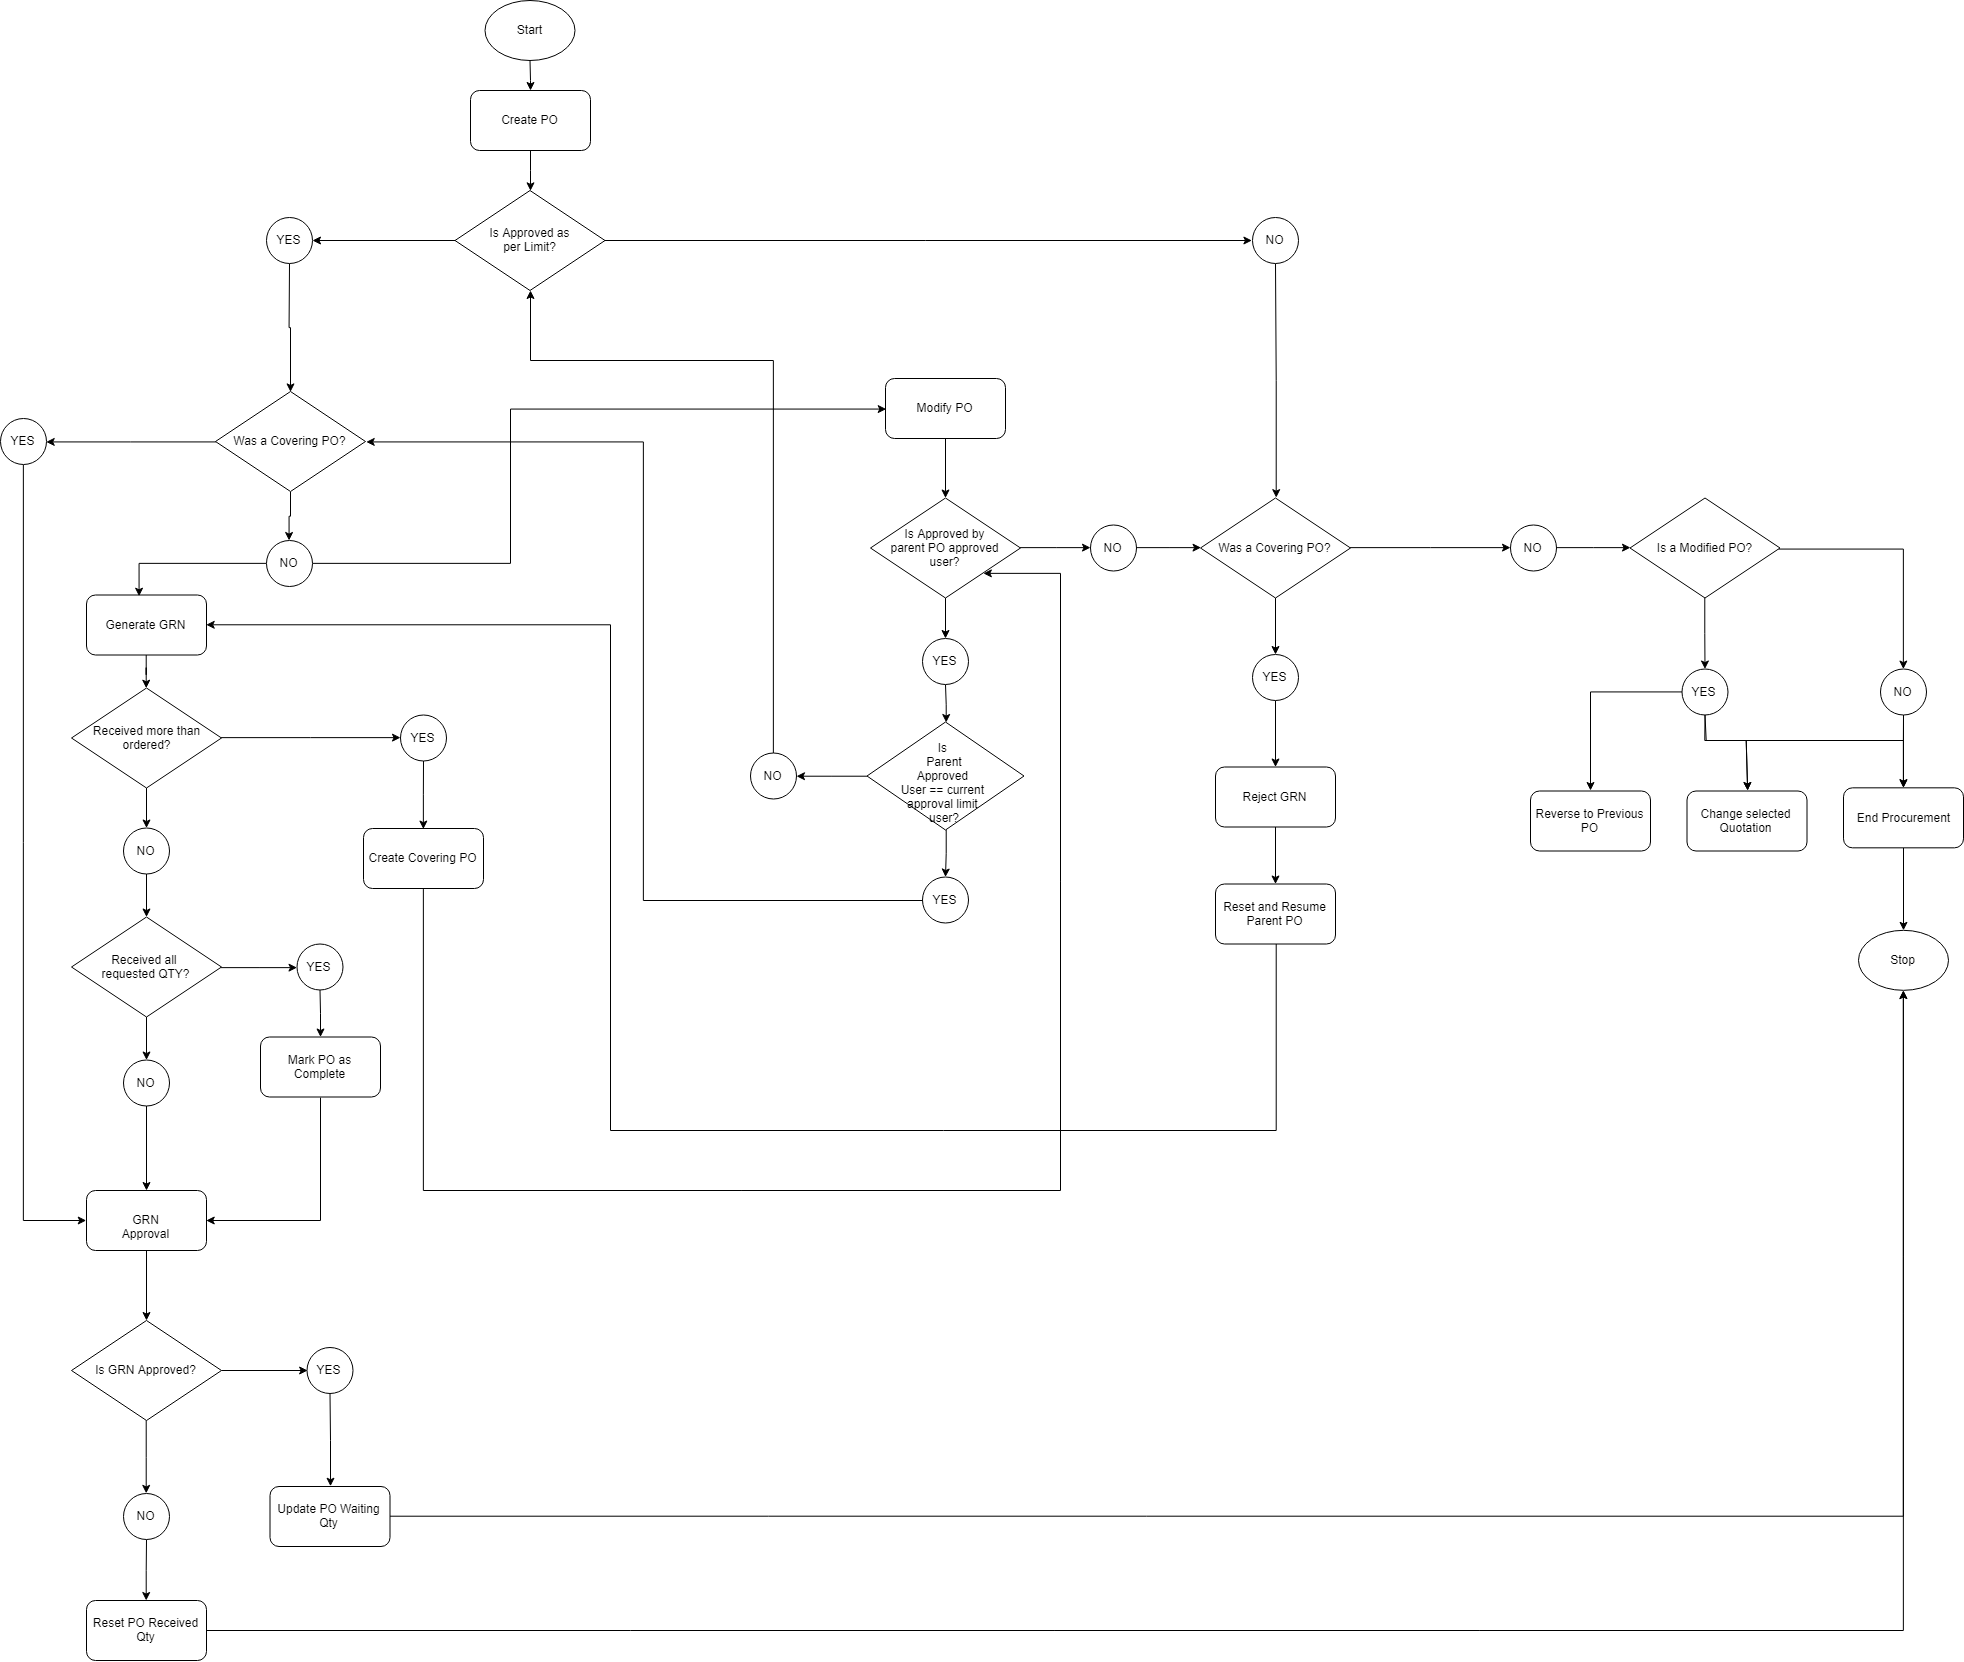 Start
Create PO
Is Approved as
per Limit?
YES
NO
Modify PO
YES
Was a Covering PO?
Is Approved by
parent PO approved
user?
NO
Was a Covering PO?
NO
Is a Modified PO?
NO
Generate GRN
YES
YES
YES
NO
Received more than
ordered?
YES
Is
Parent
Approved
User == current
approval limit
user?
NO
Reject GRN
Reverse to Previous
PO
Change selected
Quotation
End Procurement
NO
Create Covering PO
YES
Reset and Resume
Parent PO
Received all
requested QTY?
YES
Stop
Mark PO as
Complete
NO
GRN
Approval
Is GRN Approved?
YES
NO
Update PO Waiting
Qty
Reset PO Received
Qty